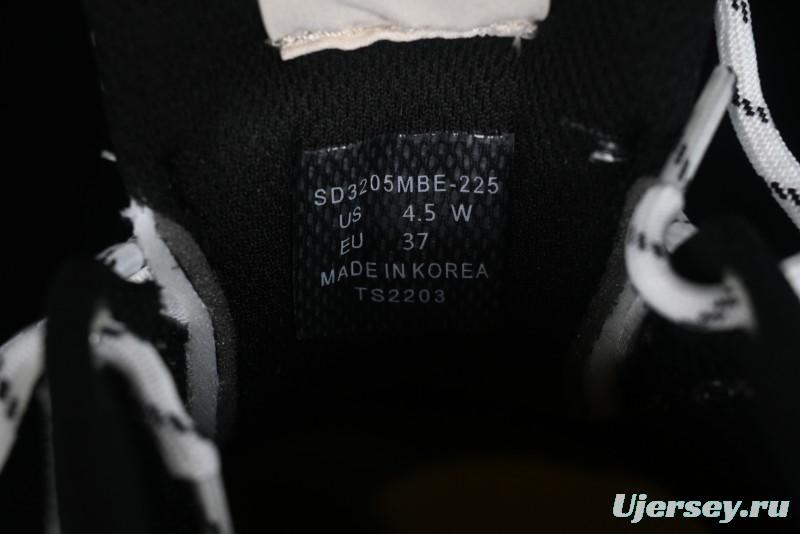 SD3205MBE-225
US 4.5 W
EU 37
MADE IN KOREA
TS2203
Ujersey.ru